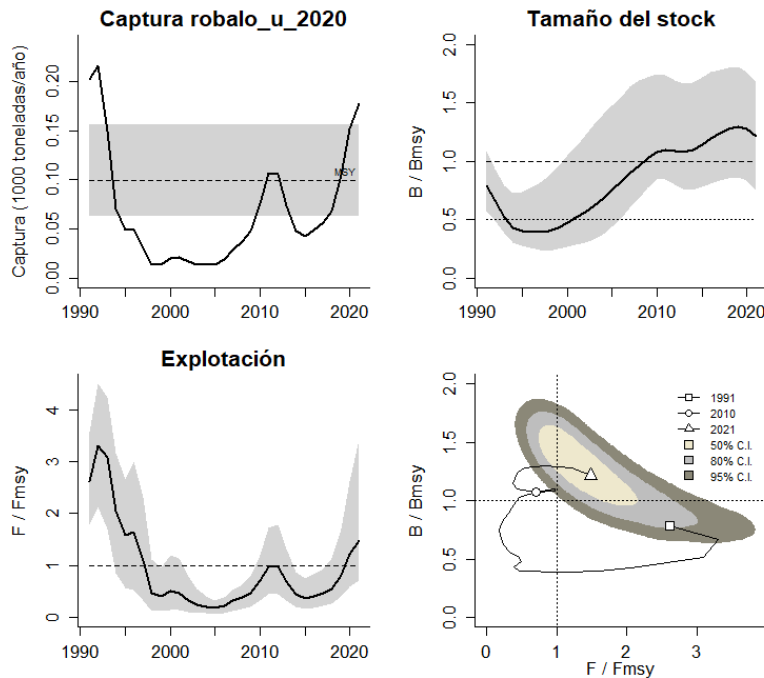 Captura robalo_u_2020
Captura (1000 toneladas/año)
0.00 0.05 0.10 0.15 0.20
MSY
1990 2000 2010 2020
Tamaño del stock
B / Bmsy
0.0 0.5 1.0 1.5 2.0
1990 2000 2010 2020
Explotación
F / Fmsy
0 1 2 3 4
1990 2000 2010 2020
B / Bmsy
0.0 0.5 1.0 1.5 2.0
1991
2010
2021
50% C.I.
80% C.I.
95% C.I.
0 1 2 3
F / Fmsy